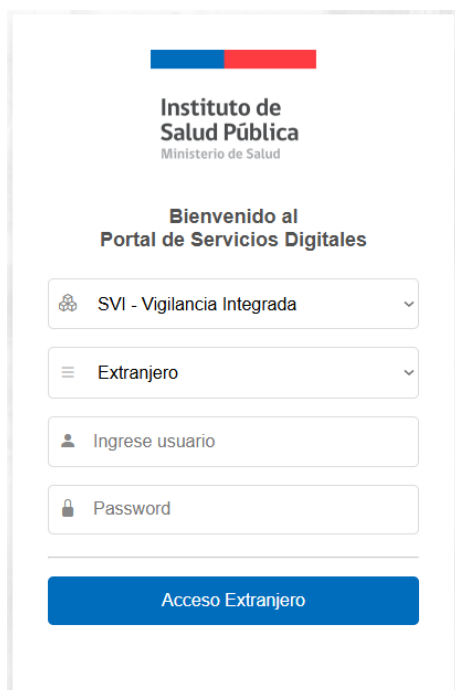 Instituto de
Salud Pública
Ministerio de Salud
Bienvenido al
Portal de Servicios Digitales
SVI - Vigilancia Integrada
Extranjero
Ingrese usuario
Password
Acceso Extranjero